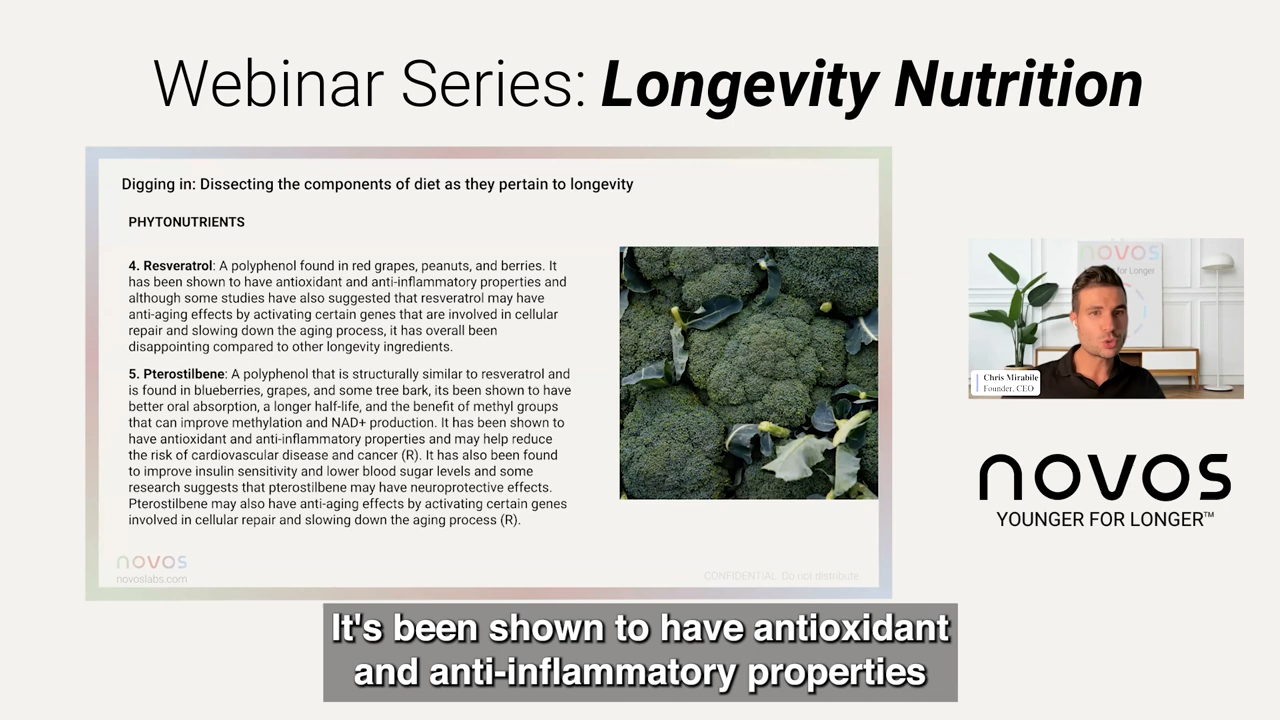 Webinar Series: Longevity Nutrition
Digging in: Dissecting the components of diet as they pertain to longevity
PHYTONUTRIENTS
4. Resveratrol: A polyphenol found in red grapes, peanuts, and berries. It
has been shown to have antioxidant and anti-inflammatory properties and
although some studies have also suggested that resveratrol may have
anti-aging effects by activating certain genes that are involved in cellular
repair and slowing down the aging process, it has overall been
disappointing compared to other longevity ingredients.
5. Pterostilbene: A polyphenol that is structurally similar to resveratrol and
is found in blueberries, grapes, and some tree bark, its been shown to have
better oral absorption, a longer half-life, and the benefit of methyl groups
that can improve methylation and NAD+ production. It has been shown to
have antioxidant and anti-inflammatory properties and may help reduce
the risk of cardiovascular disease and cancer (R). It has also been found
to improve insulin sensitivity and lower blood sugar levels and some
research suggests that pterostilbene may have neuroprotective effects.
Pterostilbene may also have anti-aging effects by activating certain genes
involved in cellular repair and slowing down the aging process (R).
novos
novoslabs.com
CONFIDENTIAL. Do not distribute
novos
for Longer
Chris Mirabile
Founder, CEO
novos
YOUNGER FOR LONGER™
It's been shown to have antioxidant
and anti-inflammatory properties